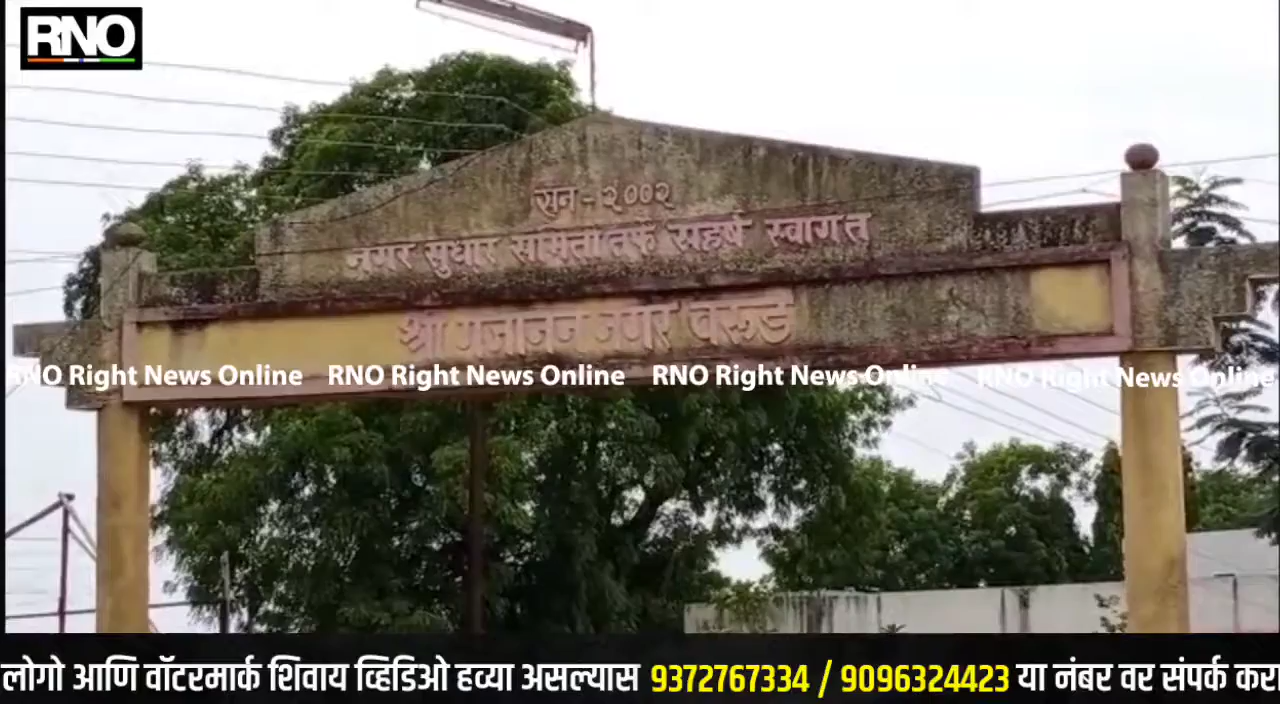 RNO
सन - २००२
नगर सुधार समिती तर्फे सहर्ष स्वागत
श्री गजानन नगर वरूड
RNO Right News Online RNO Right News Online RNO Right News Online RNO Right News Online
लोगो आणि वॉटरमार्क शिवाय व्हिडिओ हव्या असल्यास 9372767334 / 9096324423 या नंबर वर संपर्क करा